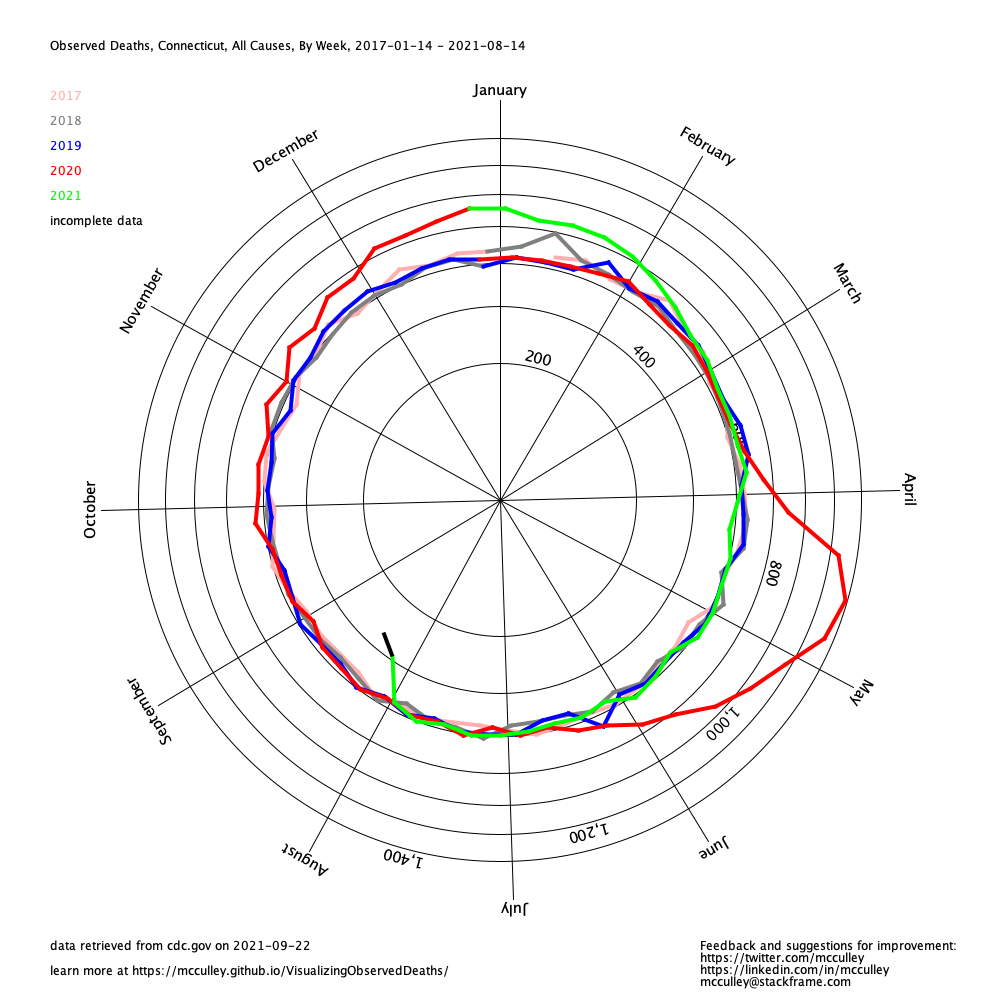 Observed Deaths, Connecticut, All Causes, By Week, 2017-01-14 - 2021-08-14
January
2017
2018
2019
2020
2021
incomplete data
December
February
November
March
200
400
October
April
800
September
May
1,000
1,200
1,400
August
June
July
data retrieved from cdc.gov on 2021-09-22
learn more at https://mcculley.github.io/VisualizingObservedDeaths/
Feedback and suggestions for improvement:
https://twitter.com/mcculley
https://linkedin.com/in/mcculley
mcculley@stackframe.com